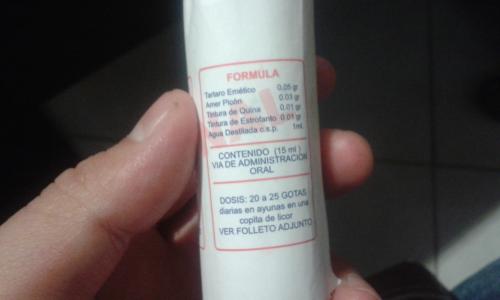 FORMULA
Tartaro Emético 0,05 gr
Amer Picón 0.03 gr
Tintura de Quina 0.01 gr
Tintura de Estrofanto 0.01 gr
Agua Destilada c.s.p. 1ml.
CONTENIDO (15 ml)
VIA DE ADMINISTRACION
ORAL
DOSIS: 20 a 25 GOTAS
diarias en ayunas en una
copita de licor
VER FOLLETO ADJUNTO